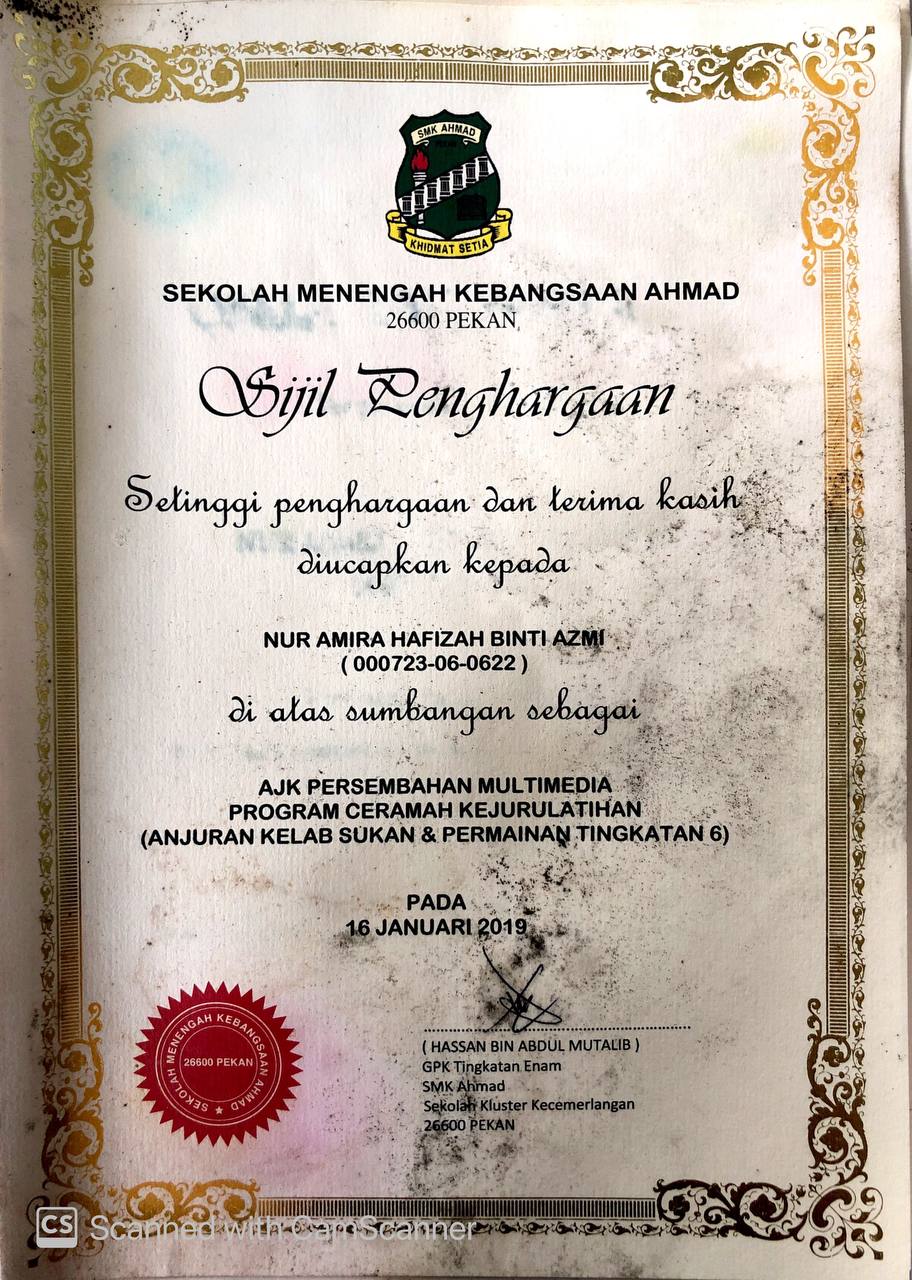 SMK AHMAD
KHIDMAT SETIA
SEKOLAH MENENGAH KEBANGSAAN AHMAD
26600 PEKAN
Sijil Penghargaan
Setinggi penghargaan dan terima kasih
diucapkan kepada
NUR AMIRA HAFIZAH BINTI AZMI
( 000723-06-0622 )
di atas sumbangan sebagai
AJK PERSEMBAHAN MULTIMEDIA
PROGRAM CERAMAH KEJURULATIHAN
(ANJURAN KELAB SUKAN & PERMAINAN TINGKATAN 6)
PADA
16 JANUARI 2019
SEKOLAH MENENGAH KEBANGSAAN AHMAD
26600 PEKAN
( HASSAN BIN ABDUL MUTALIB )
GPK Tingkatan Enam
SMK Ahmad
Sekolah Kluster Kecemerlangan
26600 PEKAN
CS Scanned with CamScanner